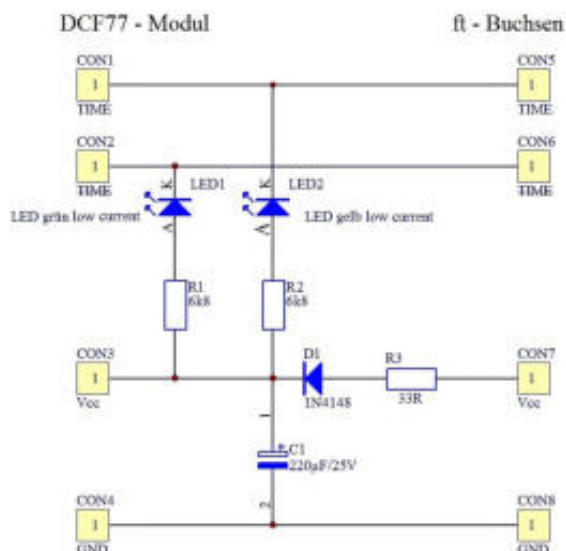 DCF77 - Modul
ft - Buchsen
CON1
1
TIME
CON5
1
TIME
CON2
1
TIME
CON6
1
TIME
K
LED1
K
LED2
LED grün low current
LED gelb low current
A
A
R1
6k8
R2
6k8
CON3
1
Vcc
D1
1N4148
R3
33R
CON7
1
Vcc
1
C1
220µF/25V
2
CON4
1
GND
CON8
1
GND